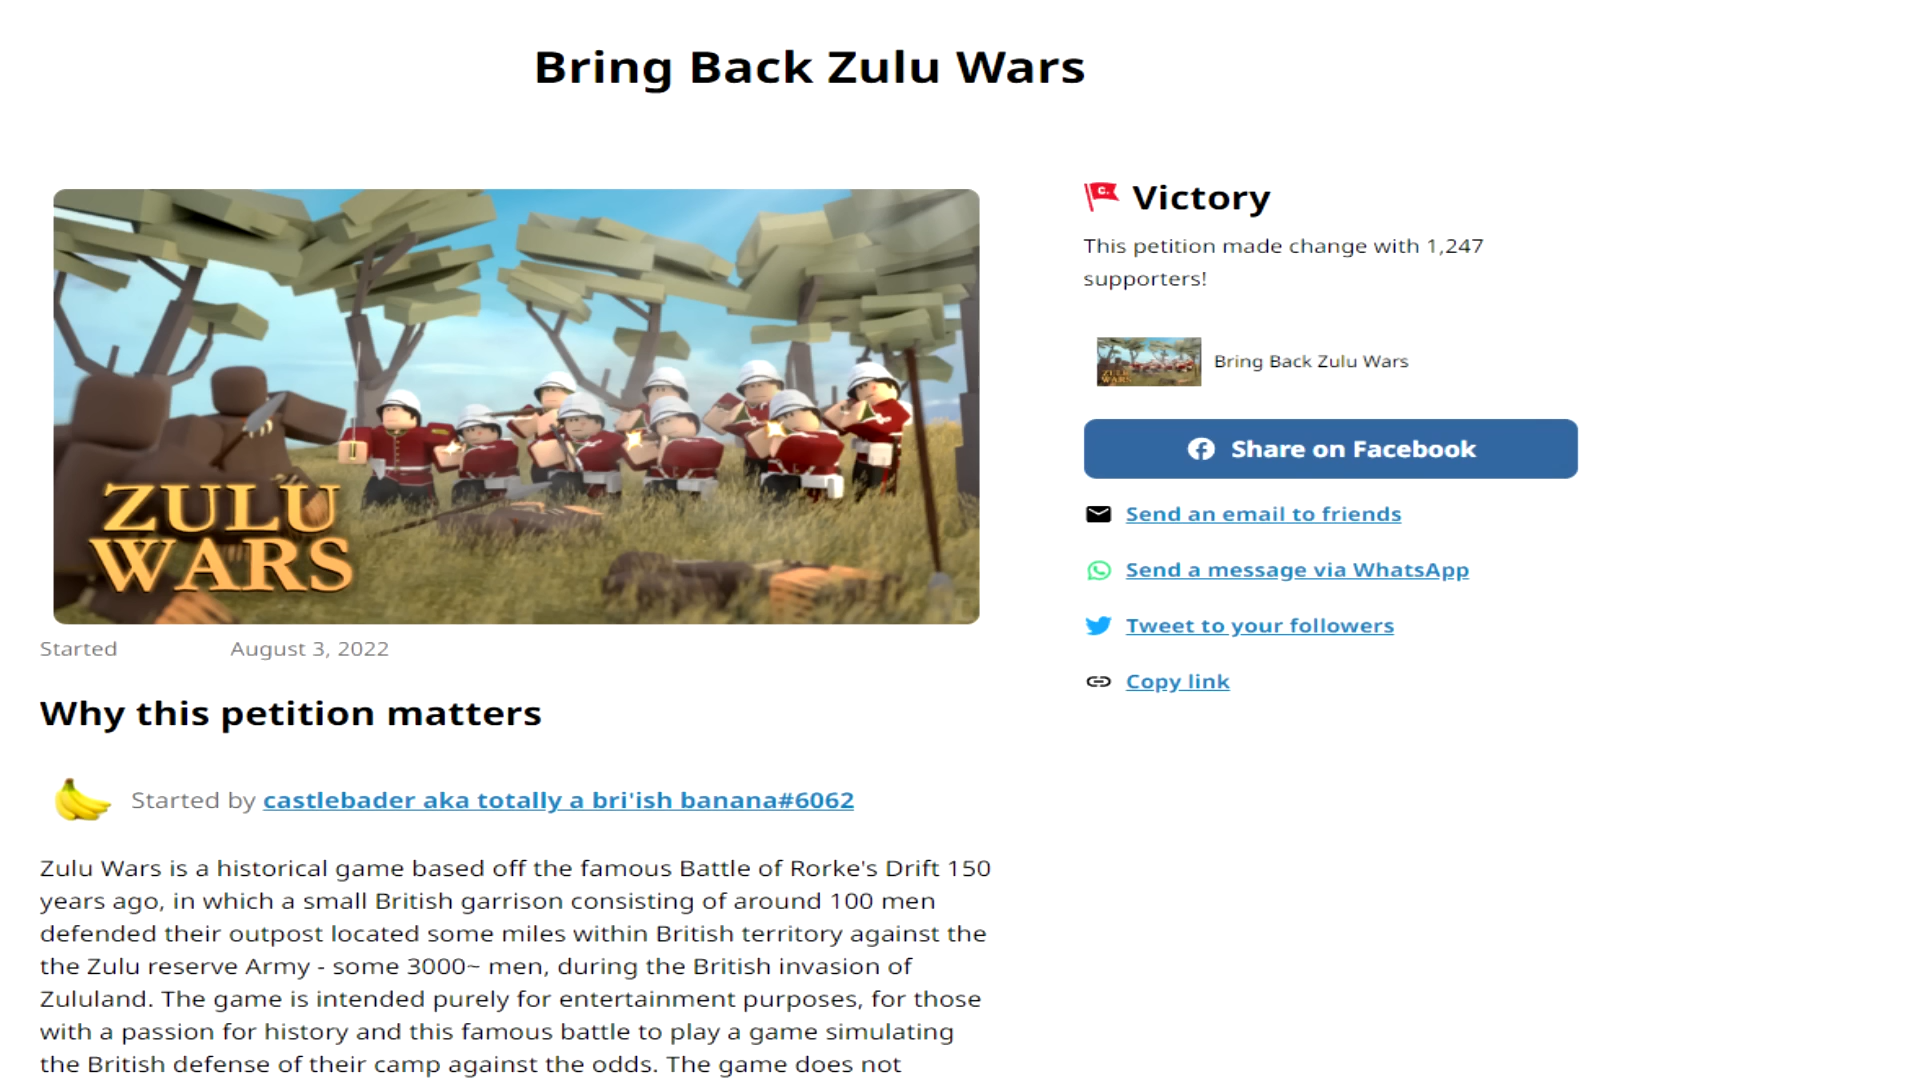 Bring Back Zulu Wars
ZULU
WARS
Started August 3, 2022
Why this petition matters
Started by castlebader aka totally a bri'ish banana#6062
Zulu Wars is a historical game based off the famous Battle of Rorke's Drift 150
years ago, in which a small British garrison consisting of around 100 men
defended their outpost located some miles within British territory against the
the Zulu reserve Army - some 3000~ men, during the British invasion of
Zululand. The game is intended purely for entertainment purposes, for those
with a passion for history and this famous battle to play a game simulating
the British defense of their camp against the odds. The game does not
C.
Victory
This petition made change with 1,247
supporters!
ZULU
WARS
Bring Back Zulu Wars
Share on Facebook
Send an email to friends
Send a message via WhatsApp
Tweet to your followers
Copy link